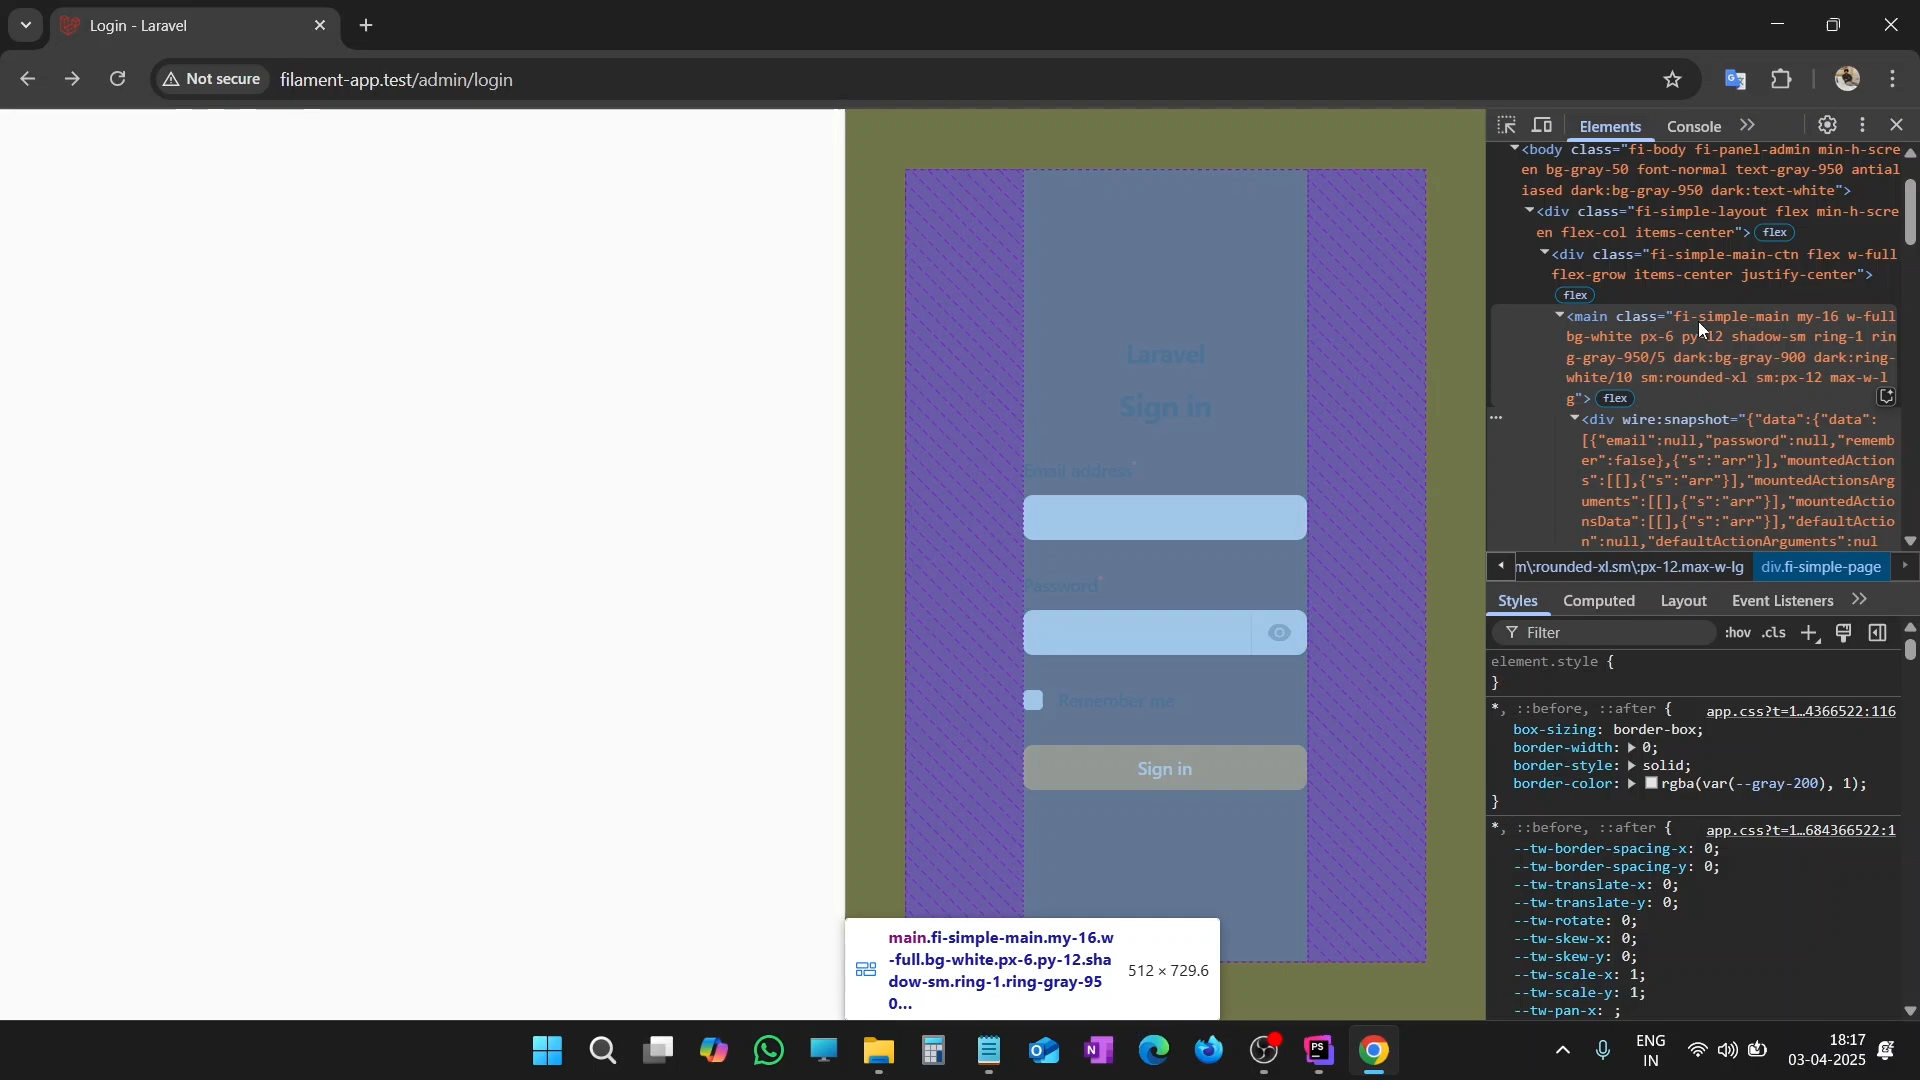 Login - Laravel
Not secure
filament-app.test/admin/login
Elements
Console
<body class="fi-body fi-panel-admin min-h-scre
en bg-gray-50 font-normal text-gray-950 antial
iased dark:bg-gray-950 dark:text-white">
<div class="fi-simple-layout flex min-h-scre
en flex-col items-center">
flex
<div class="fi-simple-main-ctn flex w-full
flex-grow items-center justify-center">
flex
<main class="fi-simple-main my-16 w-full
bg-white px-6 py-12 shadow-sm ring-1 rin
g-gray-950/5 dark:bg-gray-900 dark:ring-
white/10 sm:rounded-xl sm:px-12 max-w-l
g">
flex
<div wire:snapshot="{"data":{"data":
[{"email":null,"password":null,"rememb
er":false},{"s":"arr"}],"mountedAction
s":[[],{"s":"arr"}],"mountedActionsArg
uments":[[],{"s":"arr"}],"mountedActio
nsData":[[],{"s":"arr"}],"defaultActio
n":null,"defaultActionArguments":nul
m\:rounded-xl.sm\:px-12.max-w-lg
div.fi-simple-page
Styles
Computed
Layout
Event Listeners
Filter
:hov
.cls
element.style {
}
*, ::before, ::after {
app.css?t=1…4366522:116
box-sizing: border-box;
border-width: 0;
border-style: solid;
border-color: rgba(var(--gray-200), 1);
}
*, ::before, ::after {
app.css?t=1…684366522:1
--tw-border-spacing-x: 0;
--tw-border-spacing-y: 0;
--tw-translate-x: 0;
--tw-translate-y: 0;
--tw-rotate: 0;
--tw-skew-x: 0;
--tw-skew-y: 0;
--tw-scale-x: 1;
--tw-scale-y: 1;
--tw-pan-x: ;
Laravel
Sign in
Email address*
Password*
Remember me
Sign in
main.fi-simple-main.my-16.w
-full.bg-white.px-6.py-12.sha
dow-sm.ring-1.ring-gray-95
0...
512 × 729.6
ENG
IN
18:17
03-04-2025